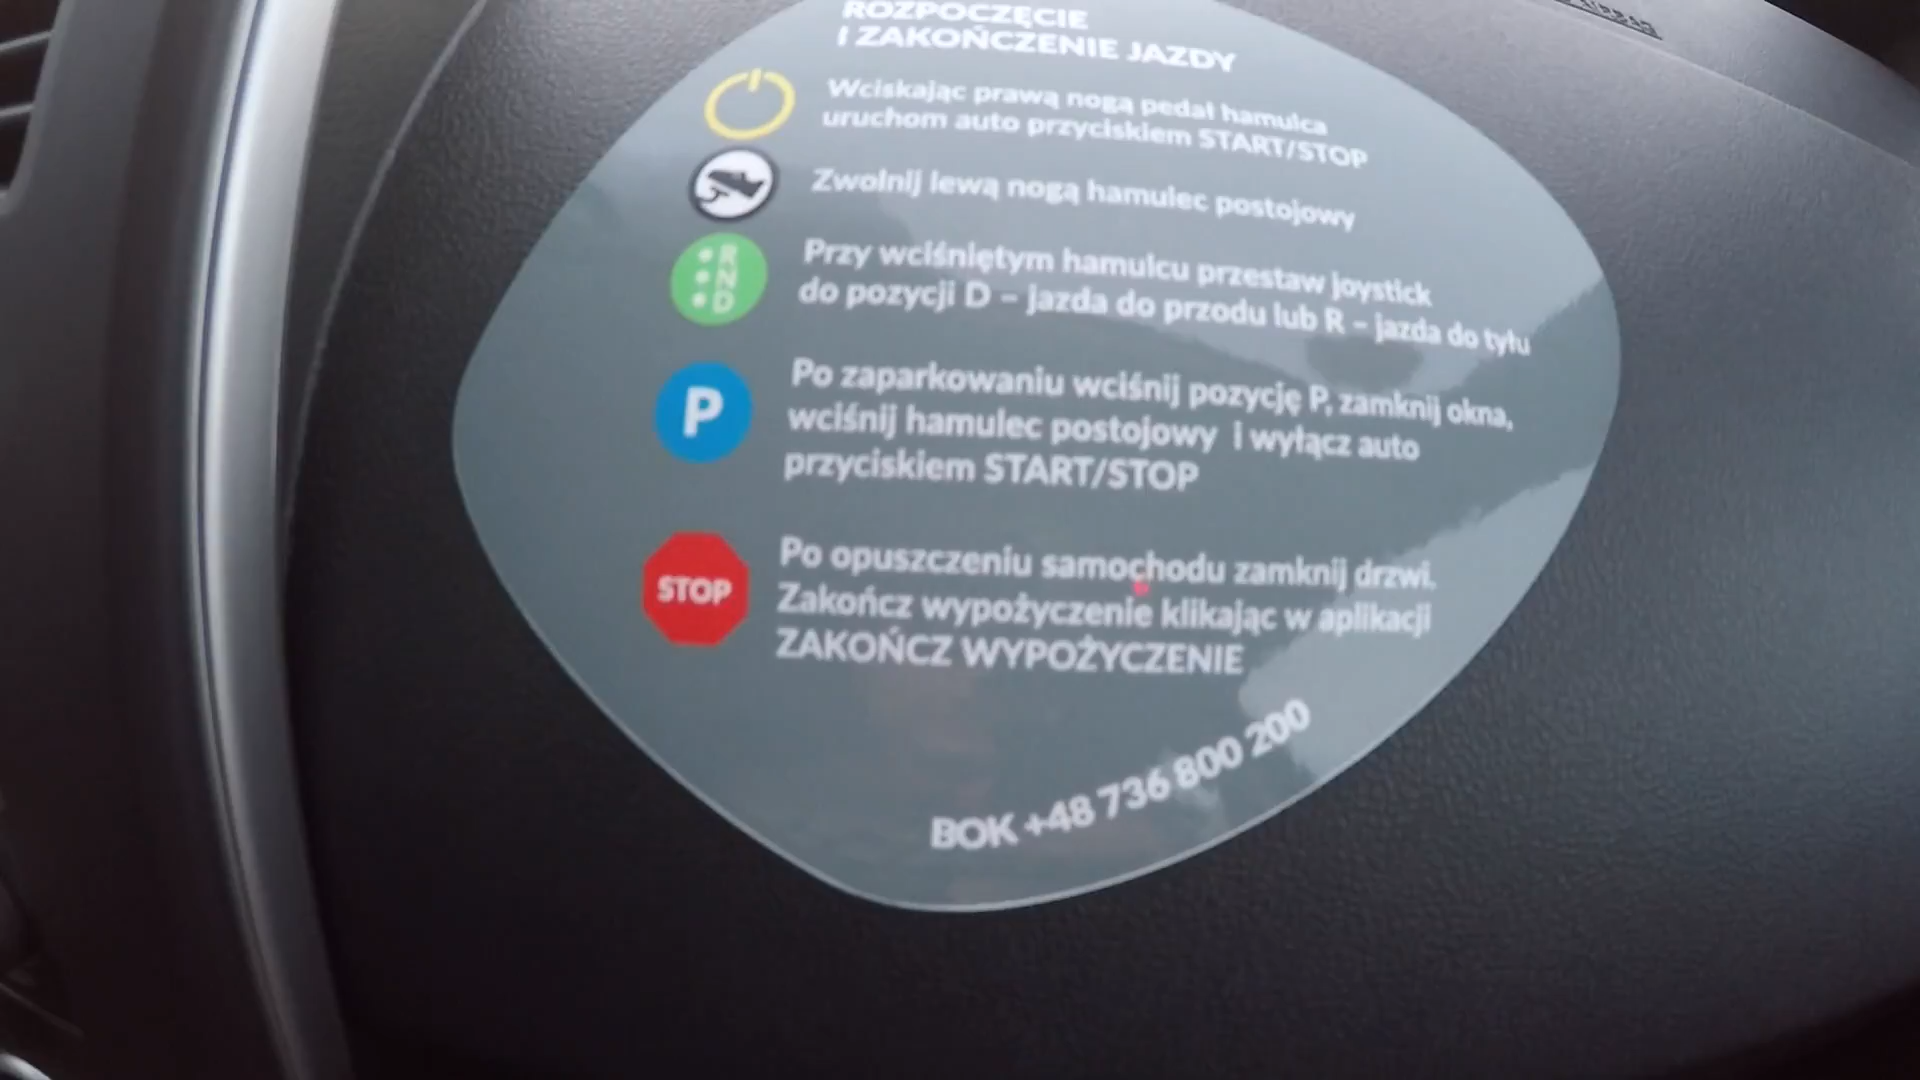 ROZPOCZĘCIE
I ZAKOŃCZENIE JAZDY
Wciskając prawą nogą pedał hamulca
uruchom auto przyciskiem START/STOP
Zwolnij lewą nogą hamulec postojowy
R
N
D
Przy wciśniętym hamulcu przestaw joystick
do pozycji D – jazda do przodu lub R – jazda do tyłu
P
Po zaparkowaniu wciśnij pozycję P, zamknij okna,
wciśnij hamulec postojowy i wyłącz auto
przyciskiem START/STOP
STOP
Po opuszczeniu samochodu zamknij drzwi.
Zakończ wypożyczenie klikając w aplikacji
ZAKOŃCZ WYPOŻYCZENIE
BOK +48 736 800 200